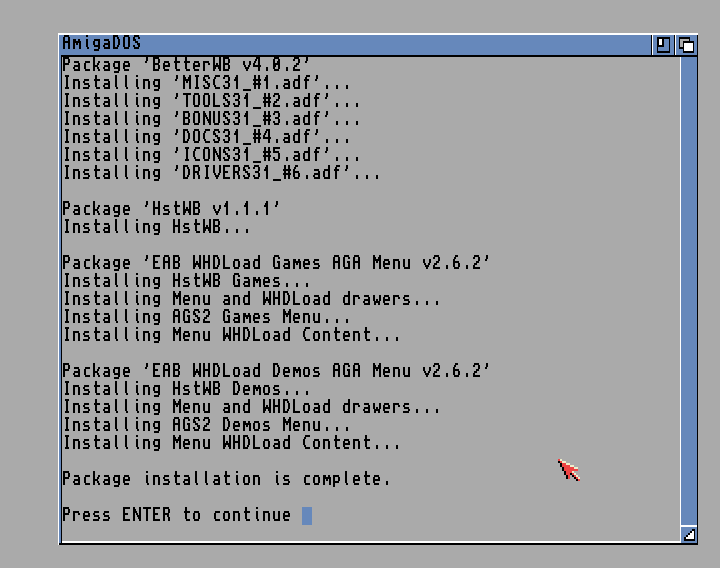 AmigaDOS
Package 'BetterWB v4.0.2'
Installing 'MISC31_#1.adf'...
Installing 'TOOLS31_#2.adf'...
Installing 'BONUS31_#3.adf'...
Installing 'DOCS31_#4.adf'...
Installing 'ICONS31_#5.adf'...
Installing 'DRIVERS31_#6.adf'...
Package 'HstWB v1.1.1'
Installing HstWB...
Package 'EAB WHDLoad Games AGA Menu v2.6.2'
Installing HstWB Games...
Installing Menu and WHDLoad drawers...
Installing AGS2 Games Menu...
Installing Menu WHDLoad Content...
Package 'EAB WHDLoad Demos AGA Menu v2.6.2'
Installing HstWB Demos...
Installing Menu and WHDLoad drawers...
Installing AGS2 Demos Menu...
Installing Menu WHDLoad Content...
Package installation is complete.
Press ENTER to continue